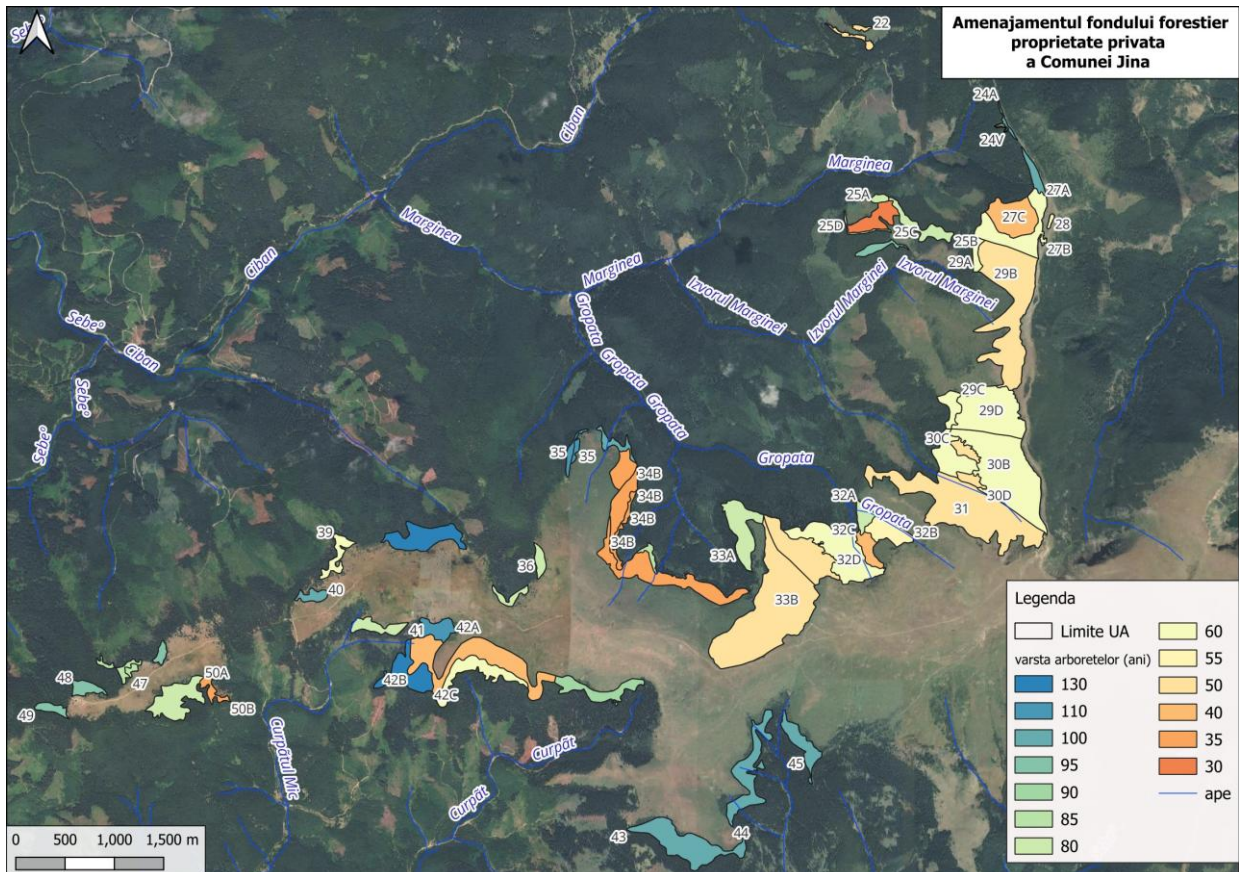 Amenajamentul fondului forestier
proprietate privata
a Comunei Jina
22
Sebe°
Ciban
24A
24V
Marginea
27A
25A
27C
28
25D
25C
25B
27B
Marginea
29A
29B
Ciban
Marginea
Izvorul Marginei
Izvorul Marginei
Izvorul Marginei
Gropata
Sebe°
Ciban
Gropata
Sebe°
29C
Gropata
29D
Sebe°
30C
35
35
Gropata
30B
34B
34B
30D
32A
31
34B
Gropata
32C
32B
39
34B
33A
32D
36
40
33B
41
42A
50A
42B
48
47
42C
50B
49
Curpătul Mic
Curpăt
45
Curpăt
43
44
Legenda
Limite UA
varsta arboretelor (ani)
130
110
100
95
90
85
80
60
55
50
40
35
30
ape
0 500 1,000 1,500 m